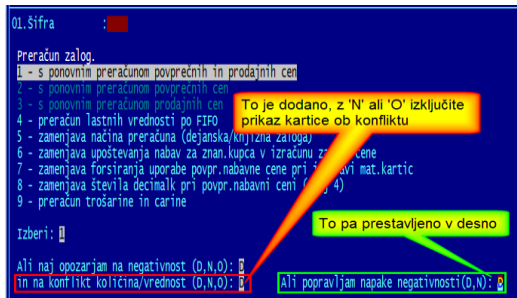 01.Šifra :
Preračun zalog.
1 - s ponovnim preračunom povprečnih in prodajnih cen
2 - s ponovnim preračunom povprečnih cen
3 - s ponovnim preračunom prodajnih cen
4 - preračun lastnih vrednosti po FIFO
5 - zamenjava načina preračuna (dejanska/knjižna zaloga)
6 - zamenjava upoštevanja nabav za znan.kupca v izračunu cene
7 - zamenjava forsiranja uporabe povpr.nabavne cene pri mat.kartic
8 - zamenjava števila decimalk pri povpr.nabavni ceni 4)
9 - preračun trošarine in carine
To je dodano, z 'N' ali 'O' izključite
prikaz kartice ob konfliktu
To pa prestavljeno v desno
Izberi: 1
Ali naj opozarjam na negativnost (D,N,O): D
in na konflikt količina/vrednost (D,N,O): D Ali popravljam napake negativnosti(D,N): D